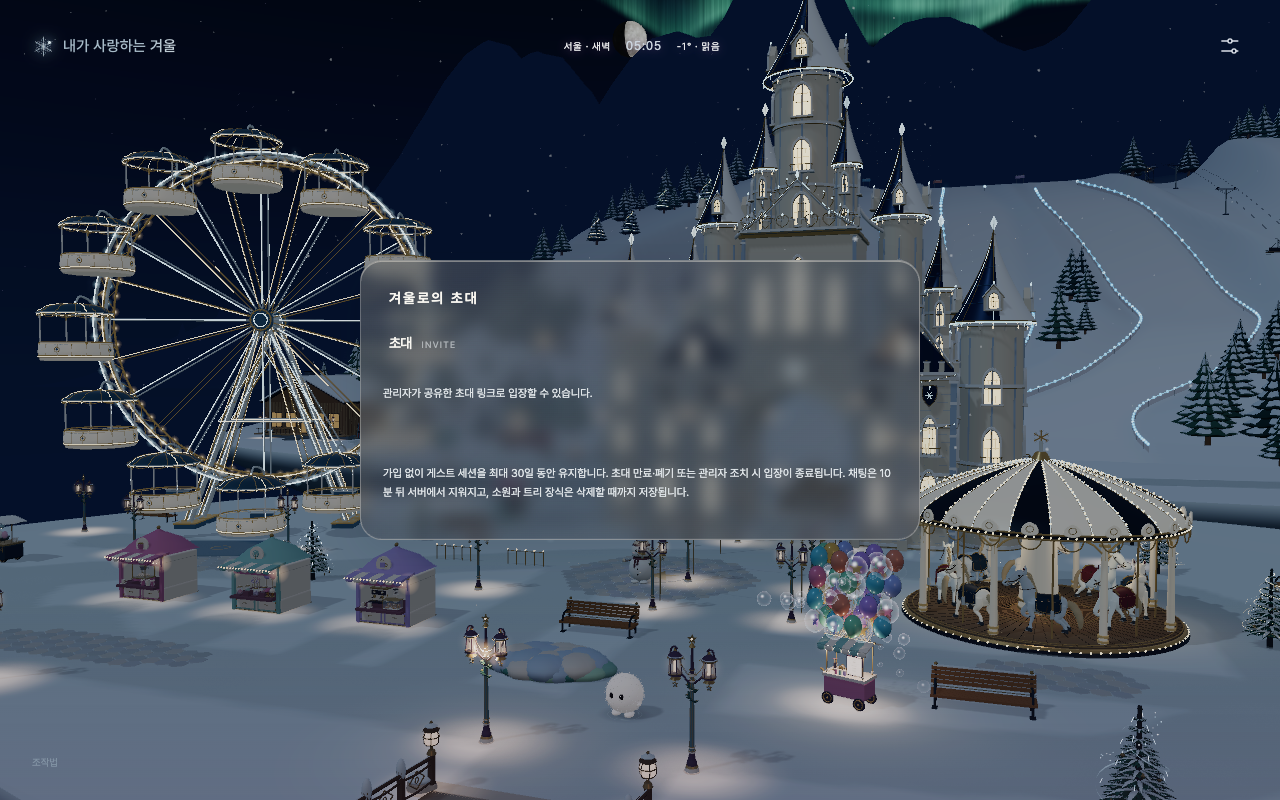 내가 사랑하는 겨울
서울 · 새벽 05:05 -1° · 맑음
겨울로의 초대
초대 INVITE
관리자가 공유한 초대 링크로 입장할 수 있습니다.
가입 없이 게스트 세션을 최대 30일 동안 유지합니다. 초대 만료·폐기 또는 관리자 조치 시 입장이 종료됩니다. 채팅은 10
분 뒤 서버에서 지워지고, 소원과 트리 장식은 삭제할 때까지 저장됩니다.
조작법